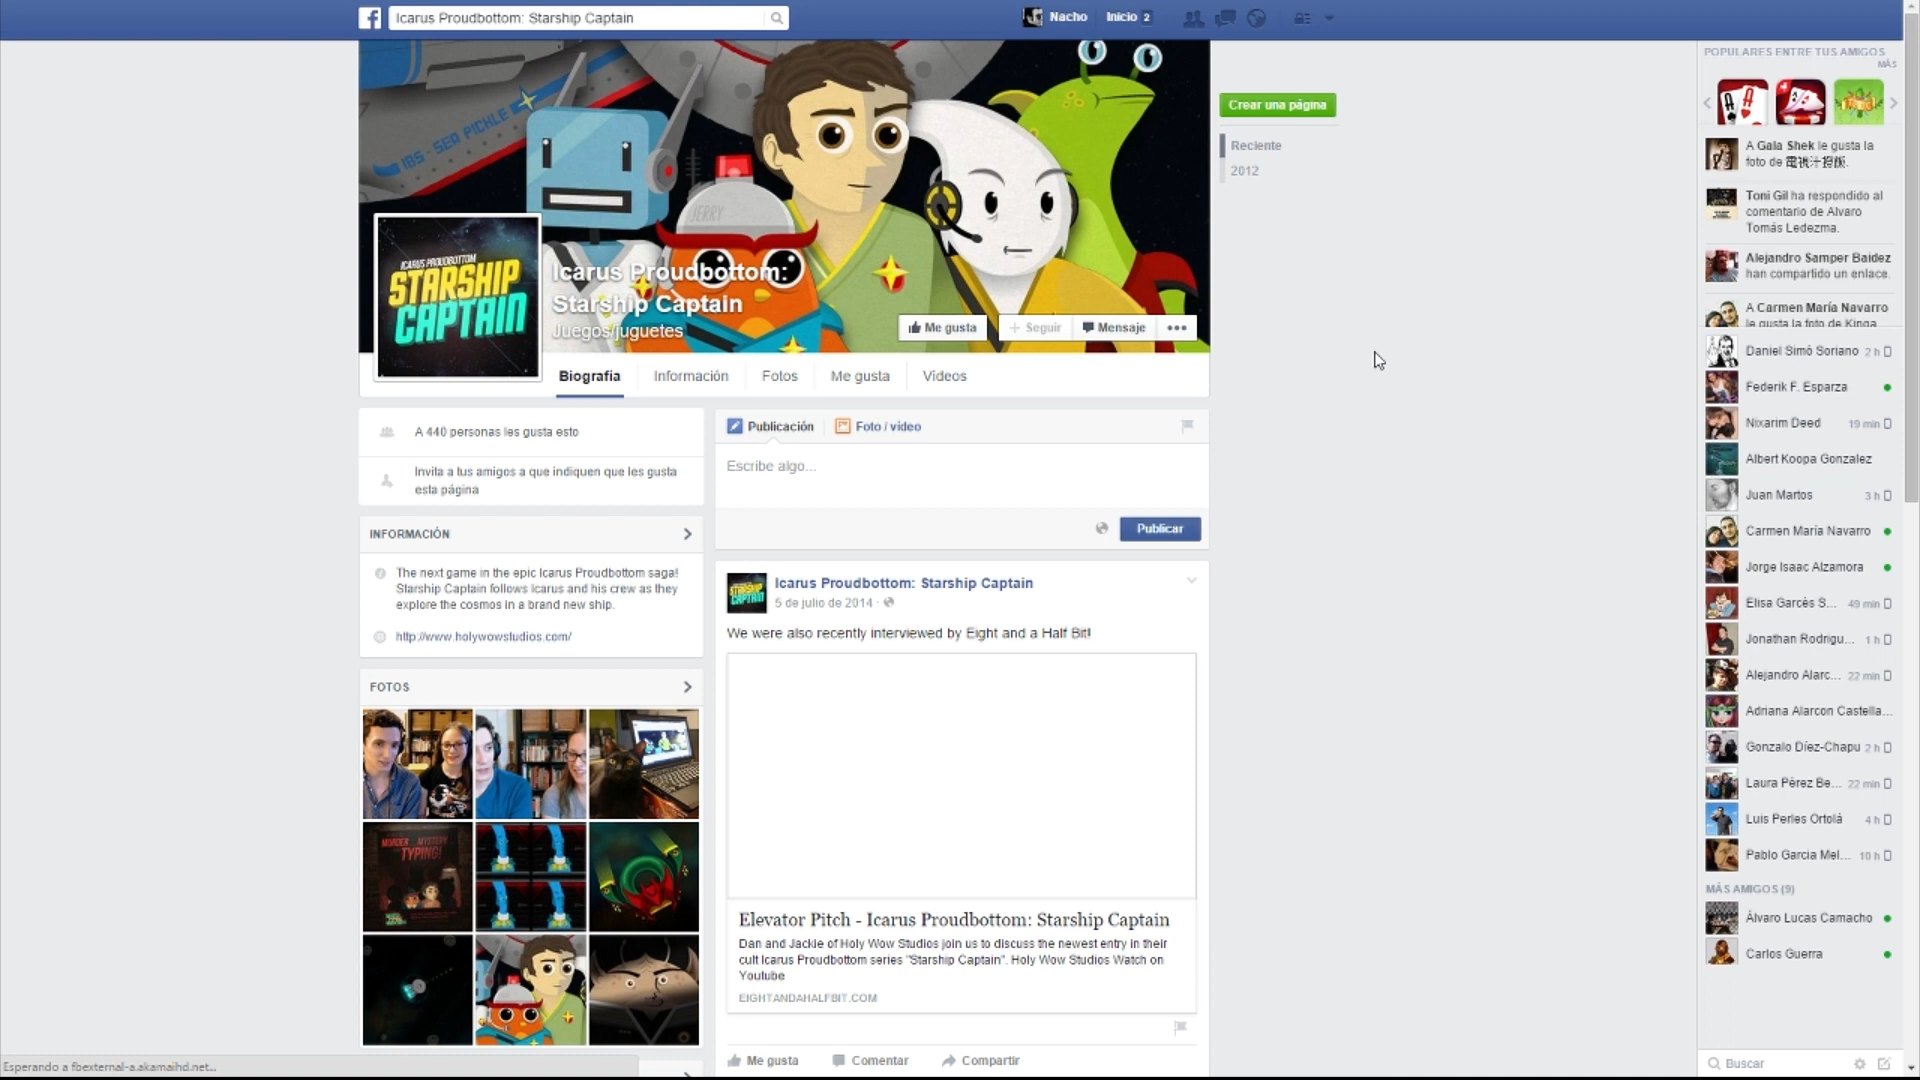 Icarus Proudbottom: Starship Captain
Nacho
Inicio 2
IBS - SEA PICKLE
JERRY
ICARUS PROUDBOTTOM
STARSHIP
CAPTAIN
Icarus Proudbottom:
Starship Captain
Juegos/juguetes
Me gusta
Seguir
Mensaje
Biografía
Información
Fotos
Me gusta
Vídeos
Crear una página
Reciente
2012
A 440 personas les gusta esto
Invita a tus amigos a que indiquen que les gusta
esta página
INFORMACIÓN
The next game in the epic Icarus Proudbottom saga!
Starship Captain follows Icarus and his crew as they
explore the cosmos in a brand new ship.
http://www.holywowstudios.com/
FOTOS
MURDER... MYSTERY
TYPING!
Publicación
Foto / vídeo
Escribe algo...
Publicar
Icarus Proudbottom: Starship Captain
5 de julio de 2014 ·
We were also recently interviewed by Eight and a Half Bit!
Elevator Pitch - Icarus Proudbottom: Starship Captain
Dan and Jackie of Holy Wow Studios join us to discuss the newest entry in their
cult Icarus Proudbottom series "Starship Captain". Holy Wow Studios Watch on
Youtube
EIGHTANDAHALFBIT.COM
Me gusta
Comentar
Compartir
POPULARES ENTRE TUS AMIGOS
MÁS
A Gala Shek le gusta la
foto de
Toni Gil ha respondido al
comentario de Alvaro
Tomás Ledezma.
Alejandro Samper Baidez
han compartido un enlace.
A Carmen María Navarro
le gusta la foto de Kinga
Daniel Simó Soriano 2 h
Federik F. Esparza
Nixarim Deed 19 min
Albert Koopa Gonzalez
Juan Martos 3 h
Carmen María Navarro
Jorge Isaac Alzamora
Elisa Garcés S... 49 min
Jonathan Rodrigu... 1 h
Alejandro Alarc... 22 min
Adriana Alarcon Castella...
Gonzalo Díez-Chapu 2 h
Laura Pérez Be... 22 min
Luis Perles Ortolá 4 h
Pablo Garcia Mel... 10 h
MÁS AMIGOS (9)
Álvaro Lucas Camacho
Carlos Guerra
Buscar
Esperando a fbexternal-a.akamaihd.net...